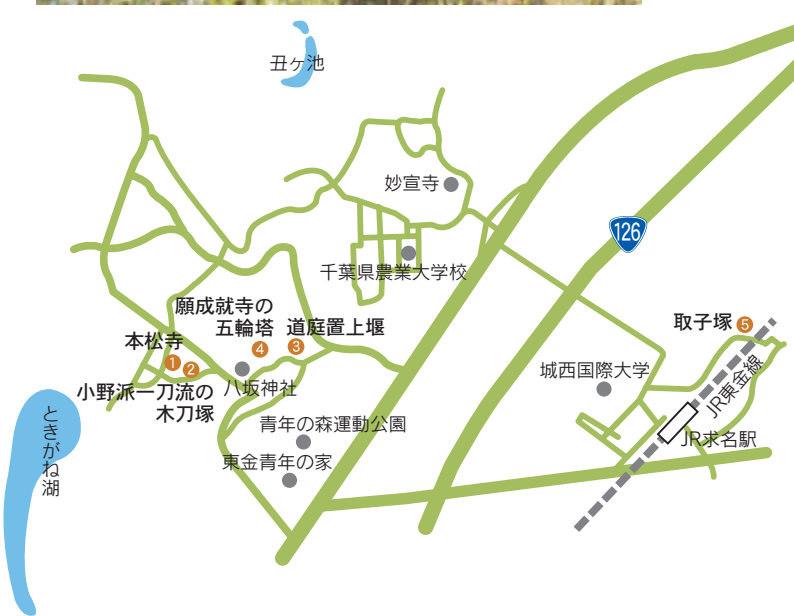 丑ヶ池
妙宣寺
126
千葉県農業大学校
願成就寺の
五輪塔
道庭置上堰
取子塚
5
本松寺
4
3
1
2
八坂神社
城西国際大学
JR東金線
小野派一刀流の
木刀塚
ときがね湖
青年の森運動公園
JR求名駅
東金青年の家